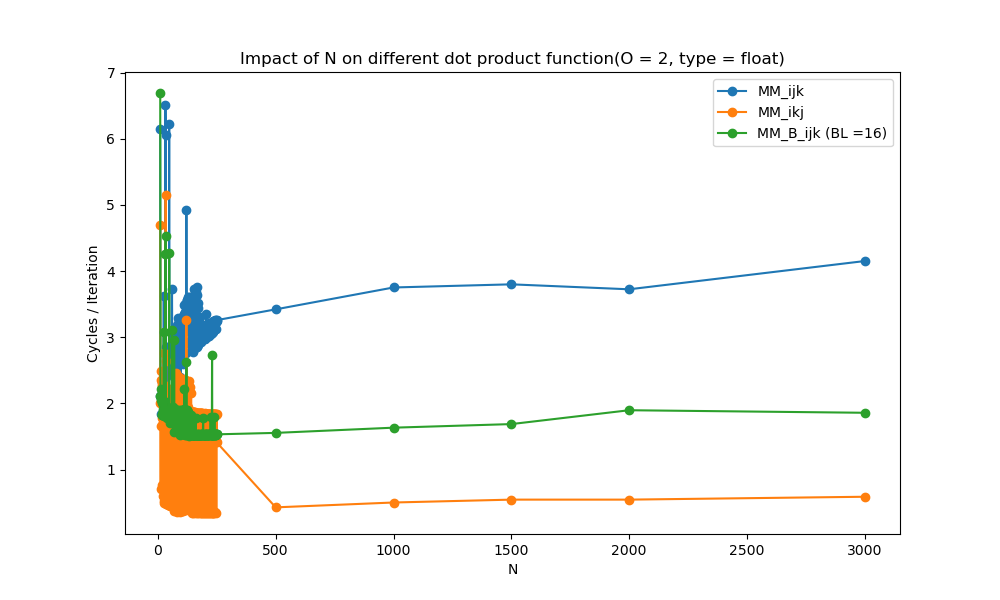 Impact of N on different dot product function(O = 2, type = float)
MM_ijk
MM_ikj
MM_B_ijk (BL =16)
Cycles / Iteration
7
6
5
4
3
2
1
0
500
1000
1500
2000
2500
3000
N